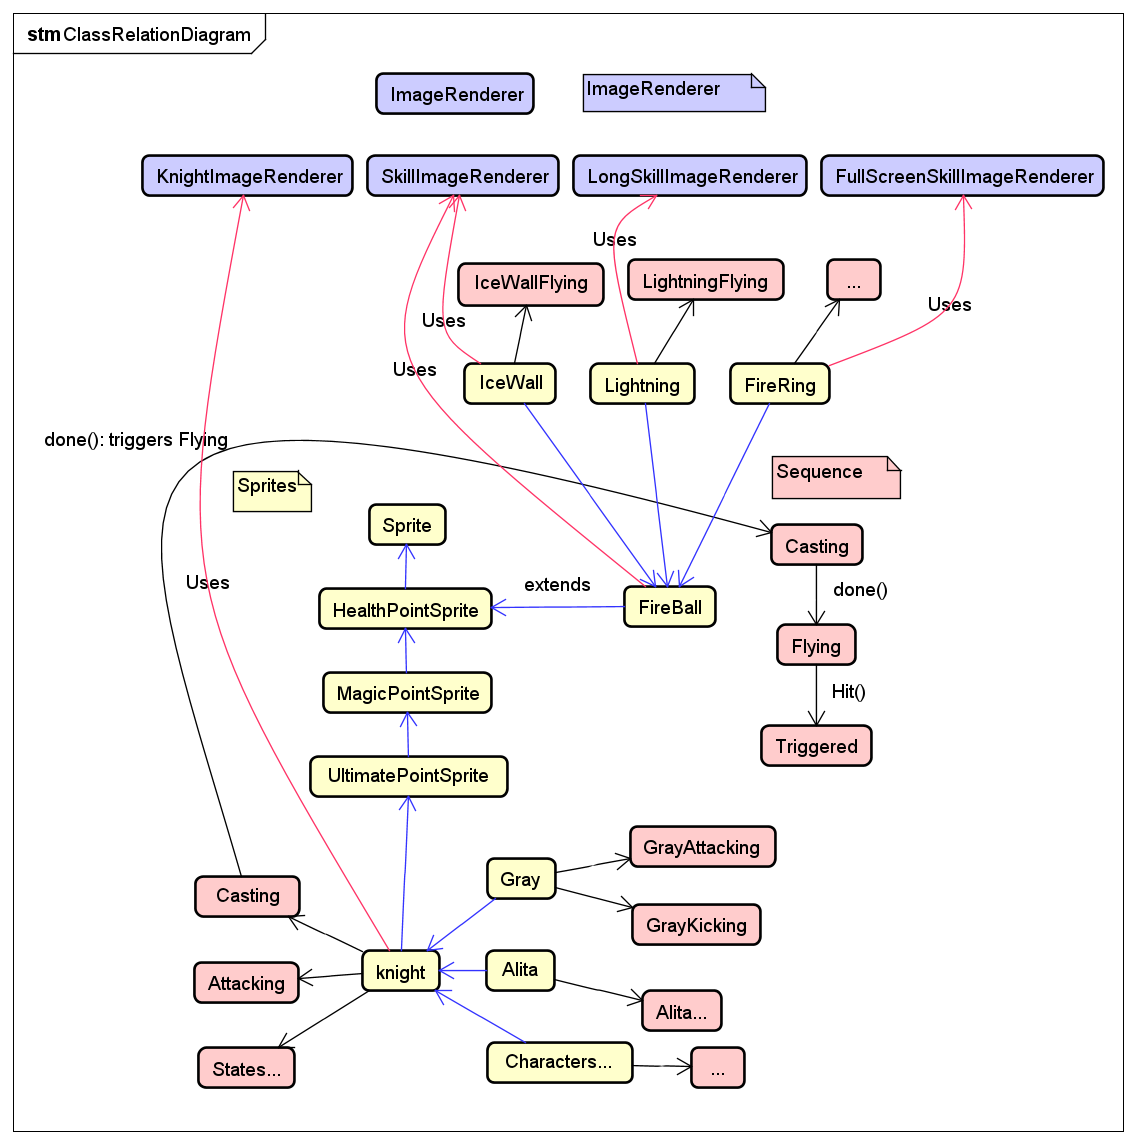 stm ClassRelationDiagram
ImageRenderer
ImageRenderer
KnightImageRenderer
SkillImageRenderer
LongSkillImageRenderer
FullScreenSkillImageRenderer
Uses
IceWallFlying
LightningFlying
...
Uses
Uses
Uses
IceWall
Lightning
FireRing
done(): triggers Flying
Sprites
Sequence
Sprite
Casting
Uses
extends
done()
HealthPointSprite
FireBall
Flying
MagicPointSprite
Hit()
UltimatePointSprite
Triggered
GrayAttacking
Gray
Casting
GrayKicking
knight
Alita
Attacking
Alita...
States...
Characters...
...